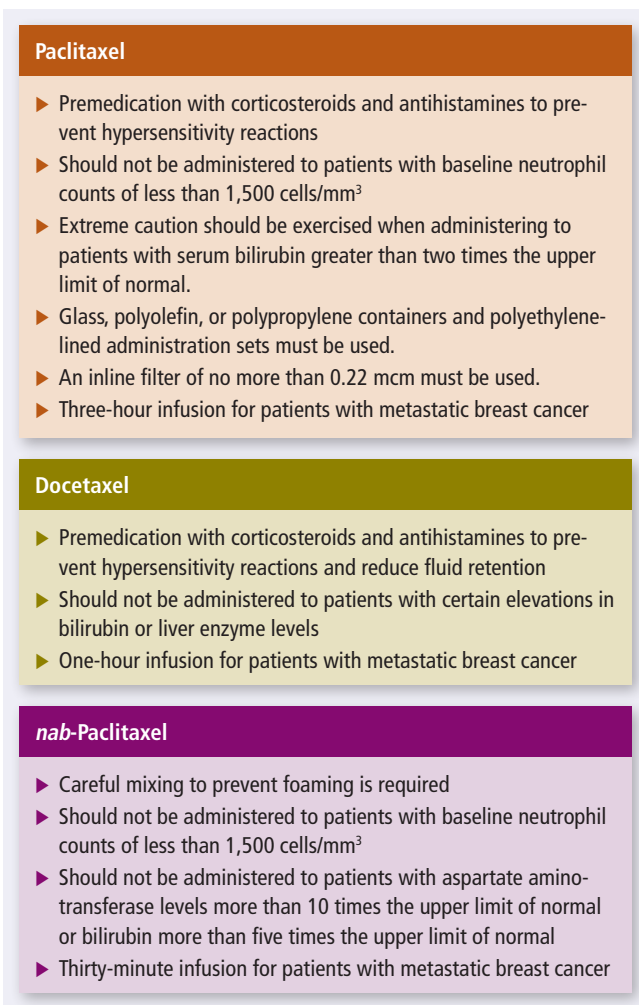 Paclitaxel
▶ Premedication with corticosteroids and antihistamines to pre-
vent hypersensitivity reactions
▶ Should not be administered to patients with baseline neutrophil
counts of less than 1,500 cells/mm³
▶ Extreme caution should be exercised when administering to
patients with serum bilirubin greater than two times the upper
limit of normal.
▶ Glass, polyolefin, or polypropylene containers and polyethylene-
lined administration sets must be used.
▶ An inline filter of no more than 0.22 mcm must be used.
▶ Three-hour infusion for patients with metastatic breast cancer
Docetaxel
▶ Premedication with corticosteroids and antihistamines to pre-
vent hypersensitivity reactions and reduce fluid retention
▶ Should not be administered to patients with certain elevations in
bilirubin or liver enzyme levels
▶ One-hour infusion for patients with metastatic breast cancer
nab-Paclitaxel
▶ Careful mixing to prevent foaming is required
▶ Should not be administered to patients with baseline neutrophil
counts of less than 1,500 cells/mm³
▶ Should not be administered to patients with aspartate amino-
transferase levels more than 10 times the upper limit of normal
or bilirubin more than five times the upper limit of normal
▶ Thirty-minute infusion for patients with metastatic breast cancer